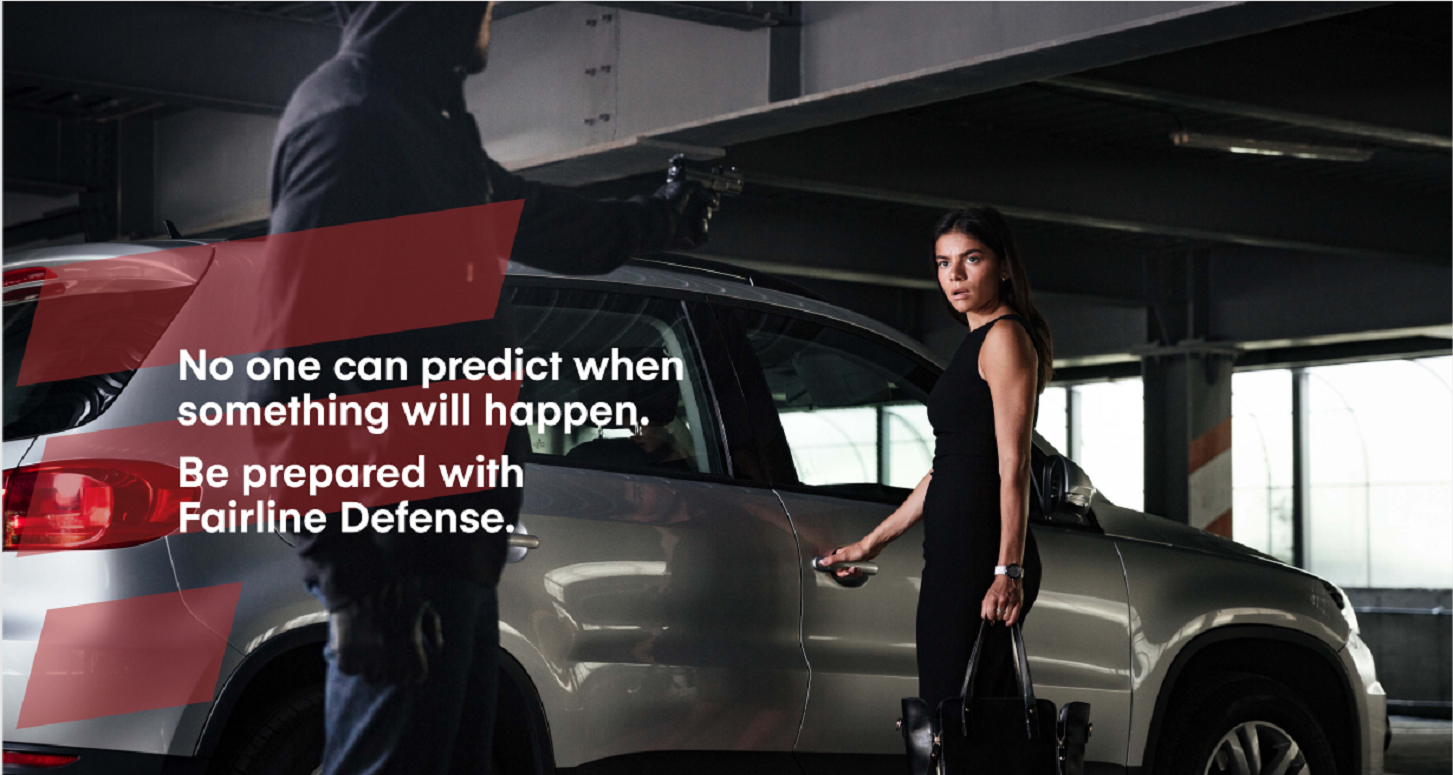 No one can predict when
something will happen.
Be prepared with
Fairline Defense.